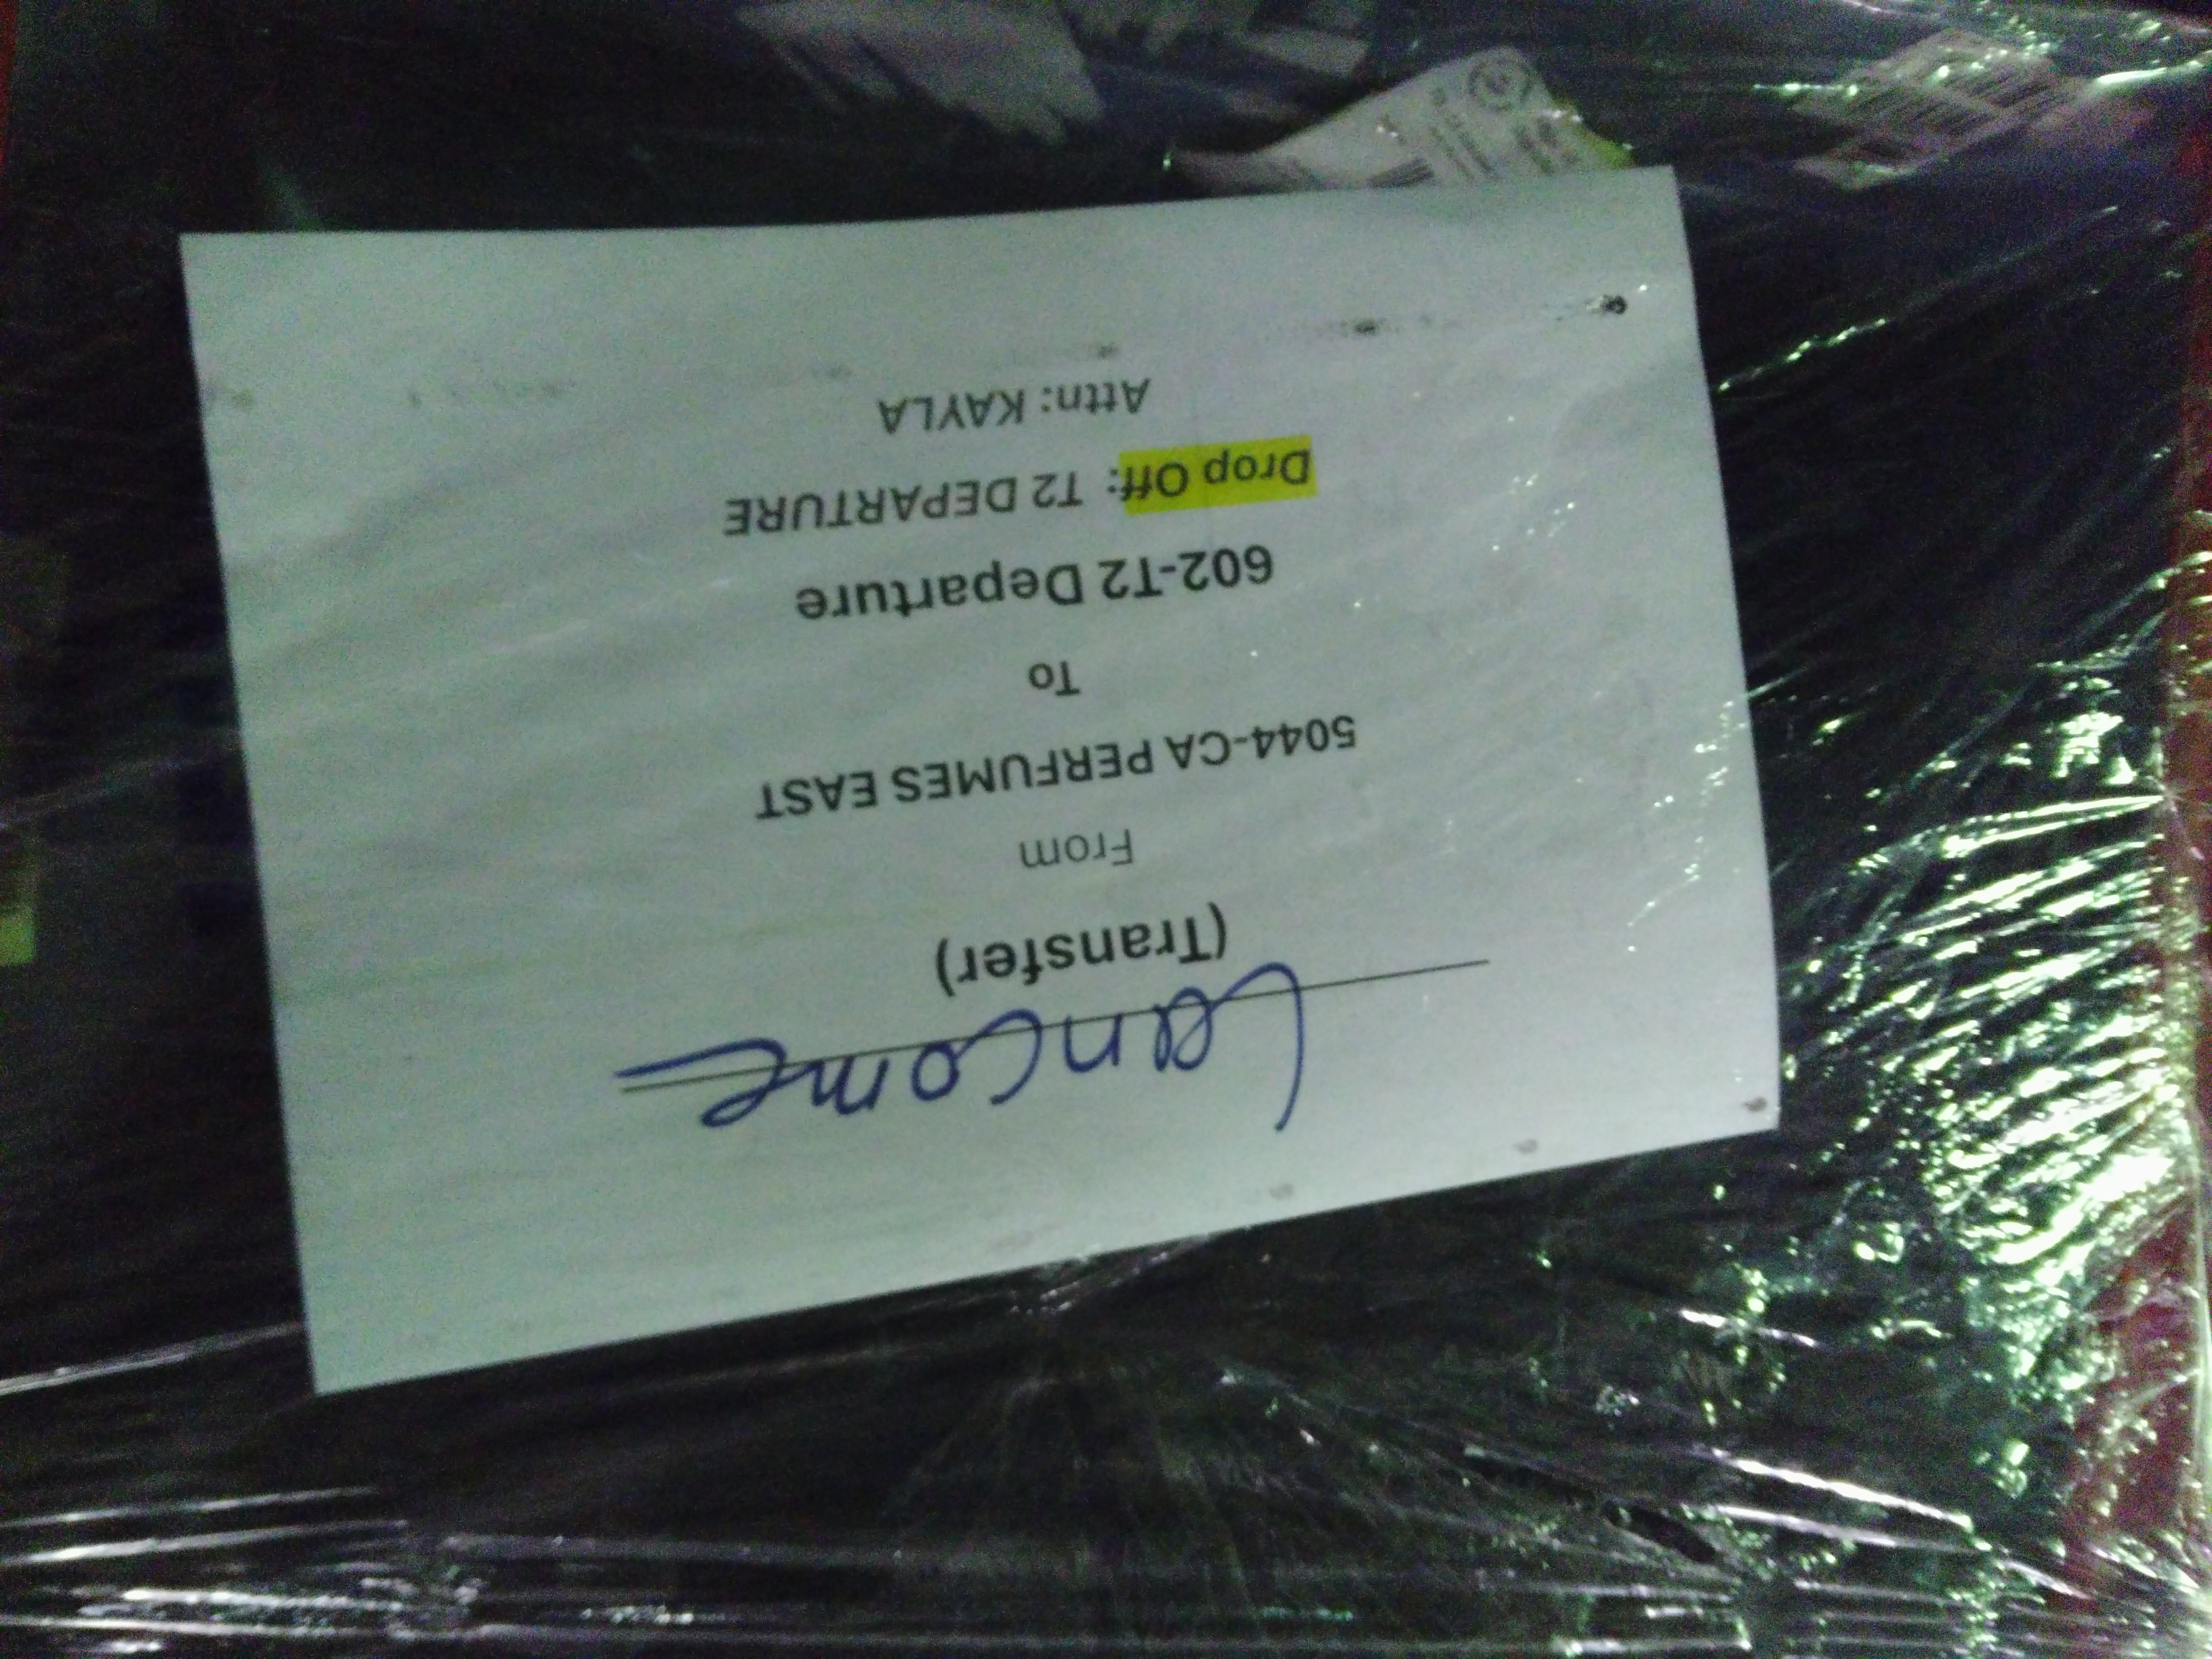 Lancome
(Transfer)
From
5044-CA PERFUMES EAST
To
602-T2 Departure
Drop Off: T2 DEPARTURE
Attn: KAYLA